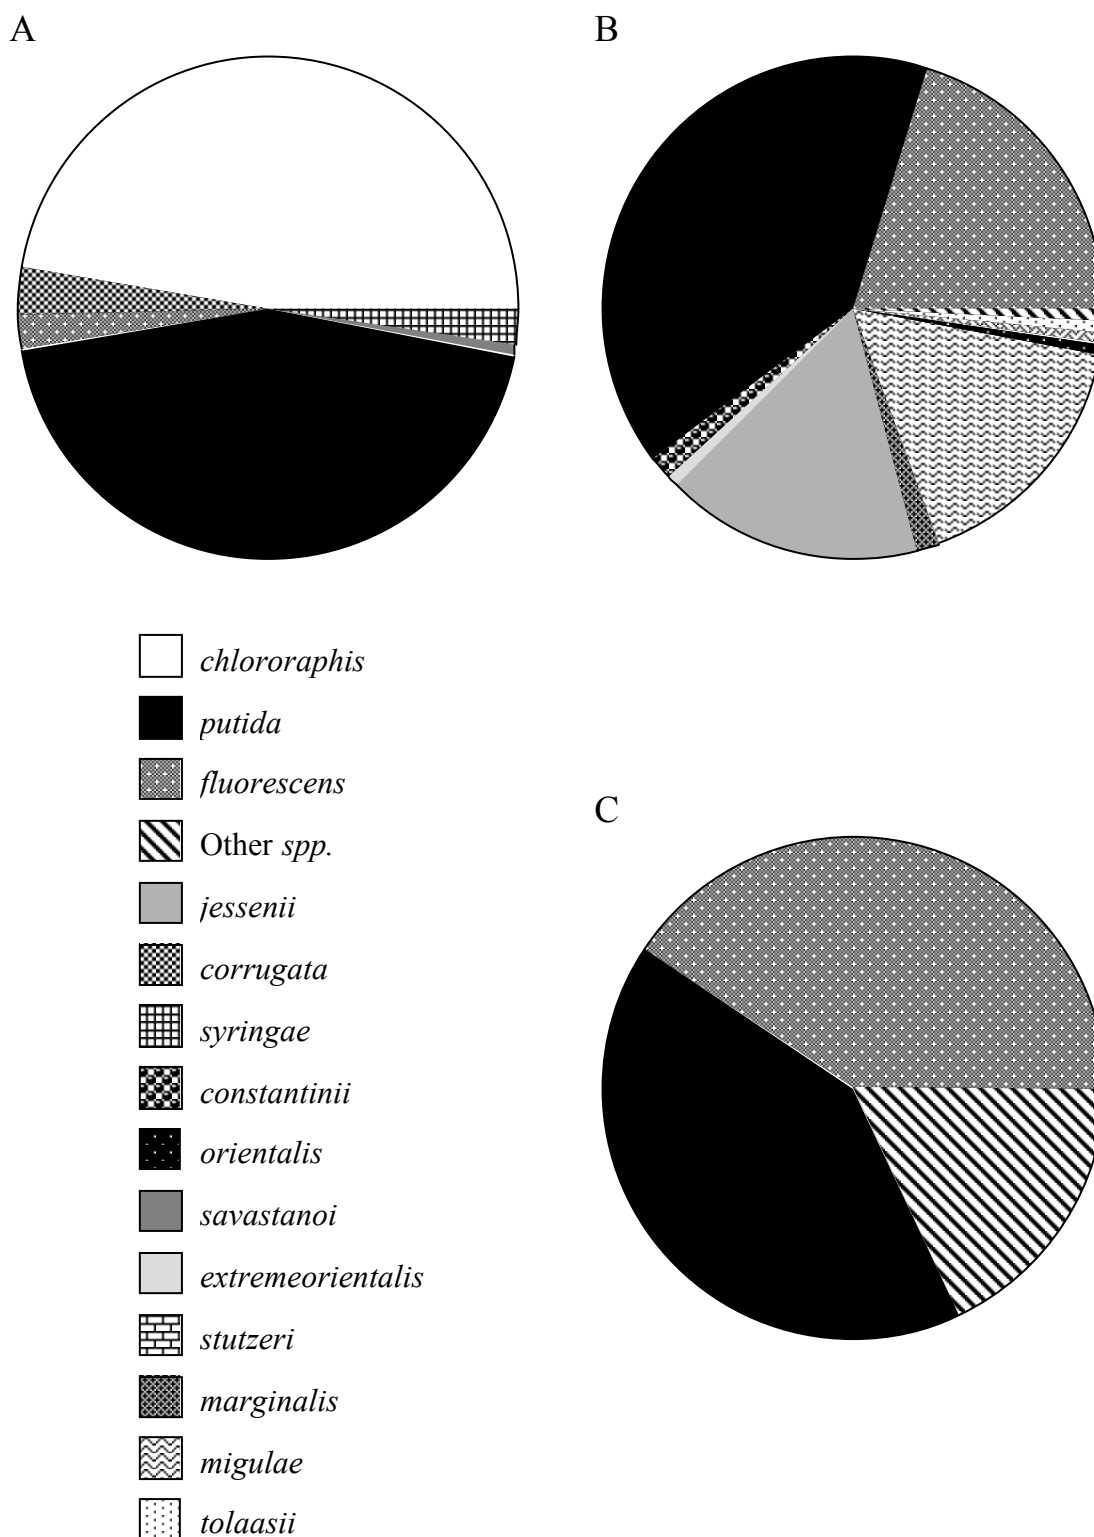 A
B
chlororaphis
putida
fluorescens
Other spp.
jessenii
corrugata
syringae
constantinii
orientalis
savastanoi
extremeorientalis
stutzeri
marginalis
migulae
tolaasii
C